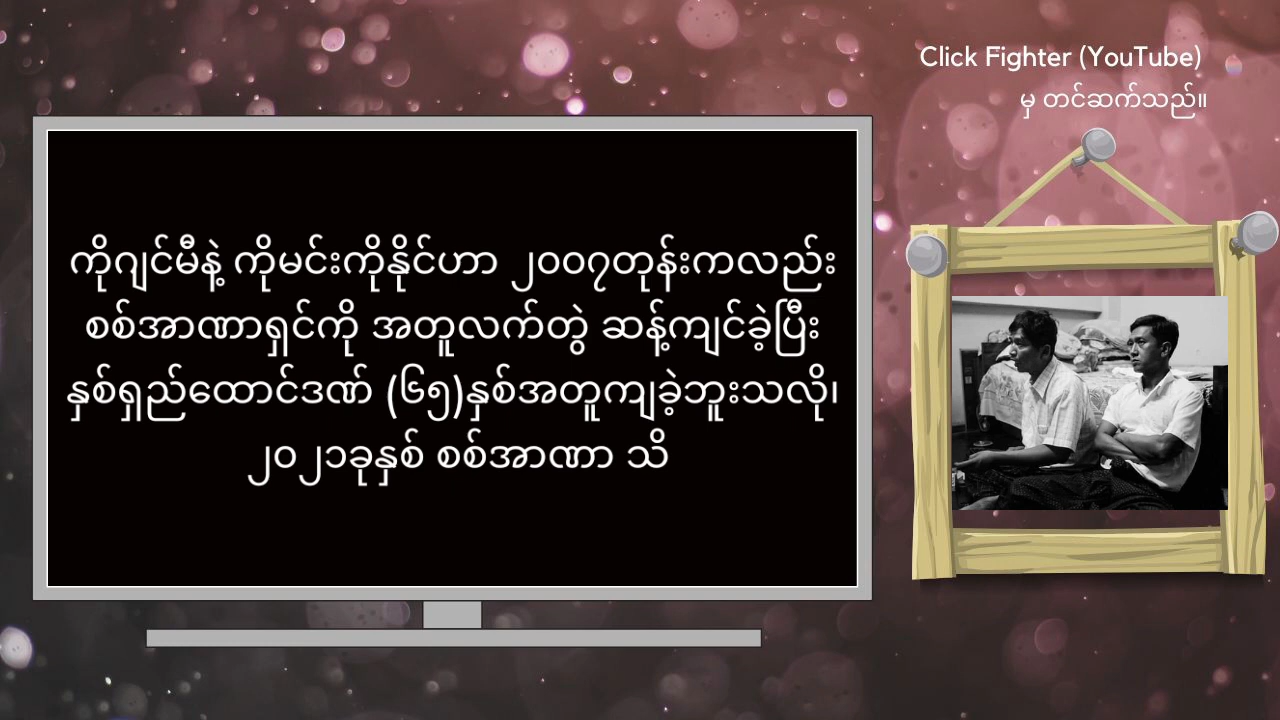 Click Fighter (YouTube)
မှ တင်ဆက်သည်။
ကိုဂျင်မီနဲ့ ကိုမင်းကိုနိုင်ဟာ ၂၀၀၇တုန်းကလည်း
စစ်အာဏာရှင်ကို အတူလက်တွဲ ဆန့်ကျင်ခဲ့ပြီး
နှစ်ရှည်ထောင်ဒဏ် (၆၅)နှစ်အတူကျခဲ့ဘူးသလို၊
၂၀၂၁ခုနှစ် စစ်အာဏာ သိ